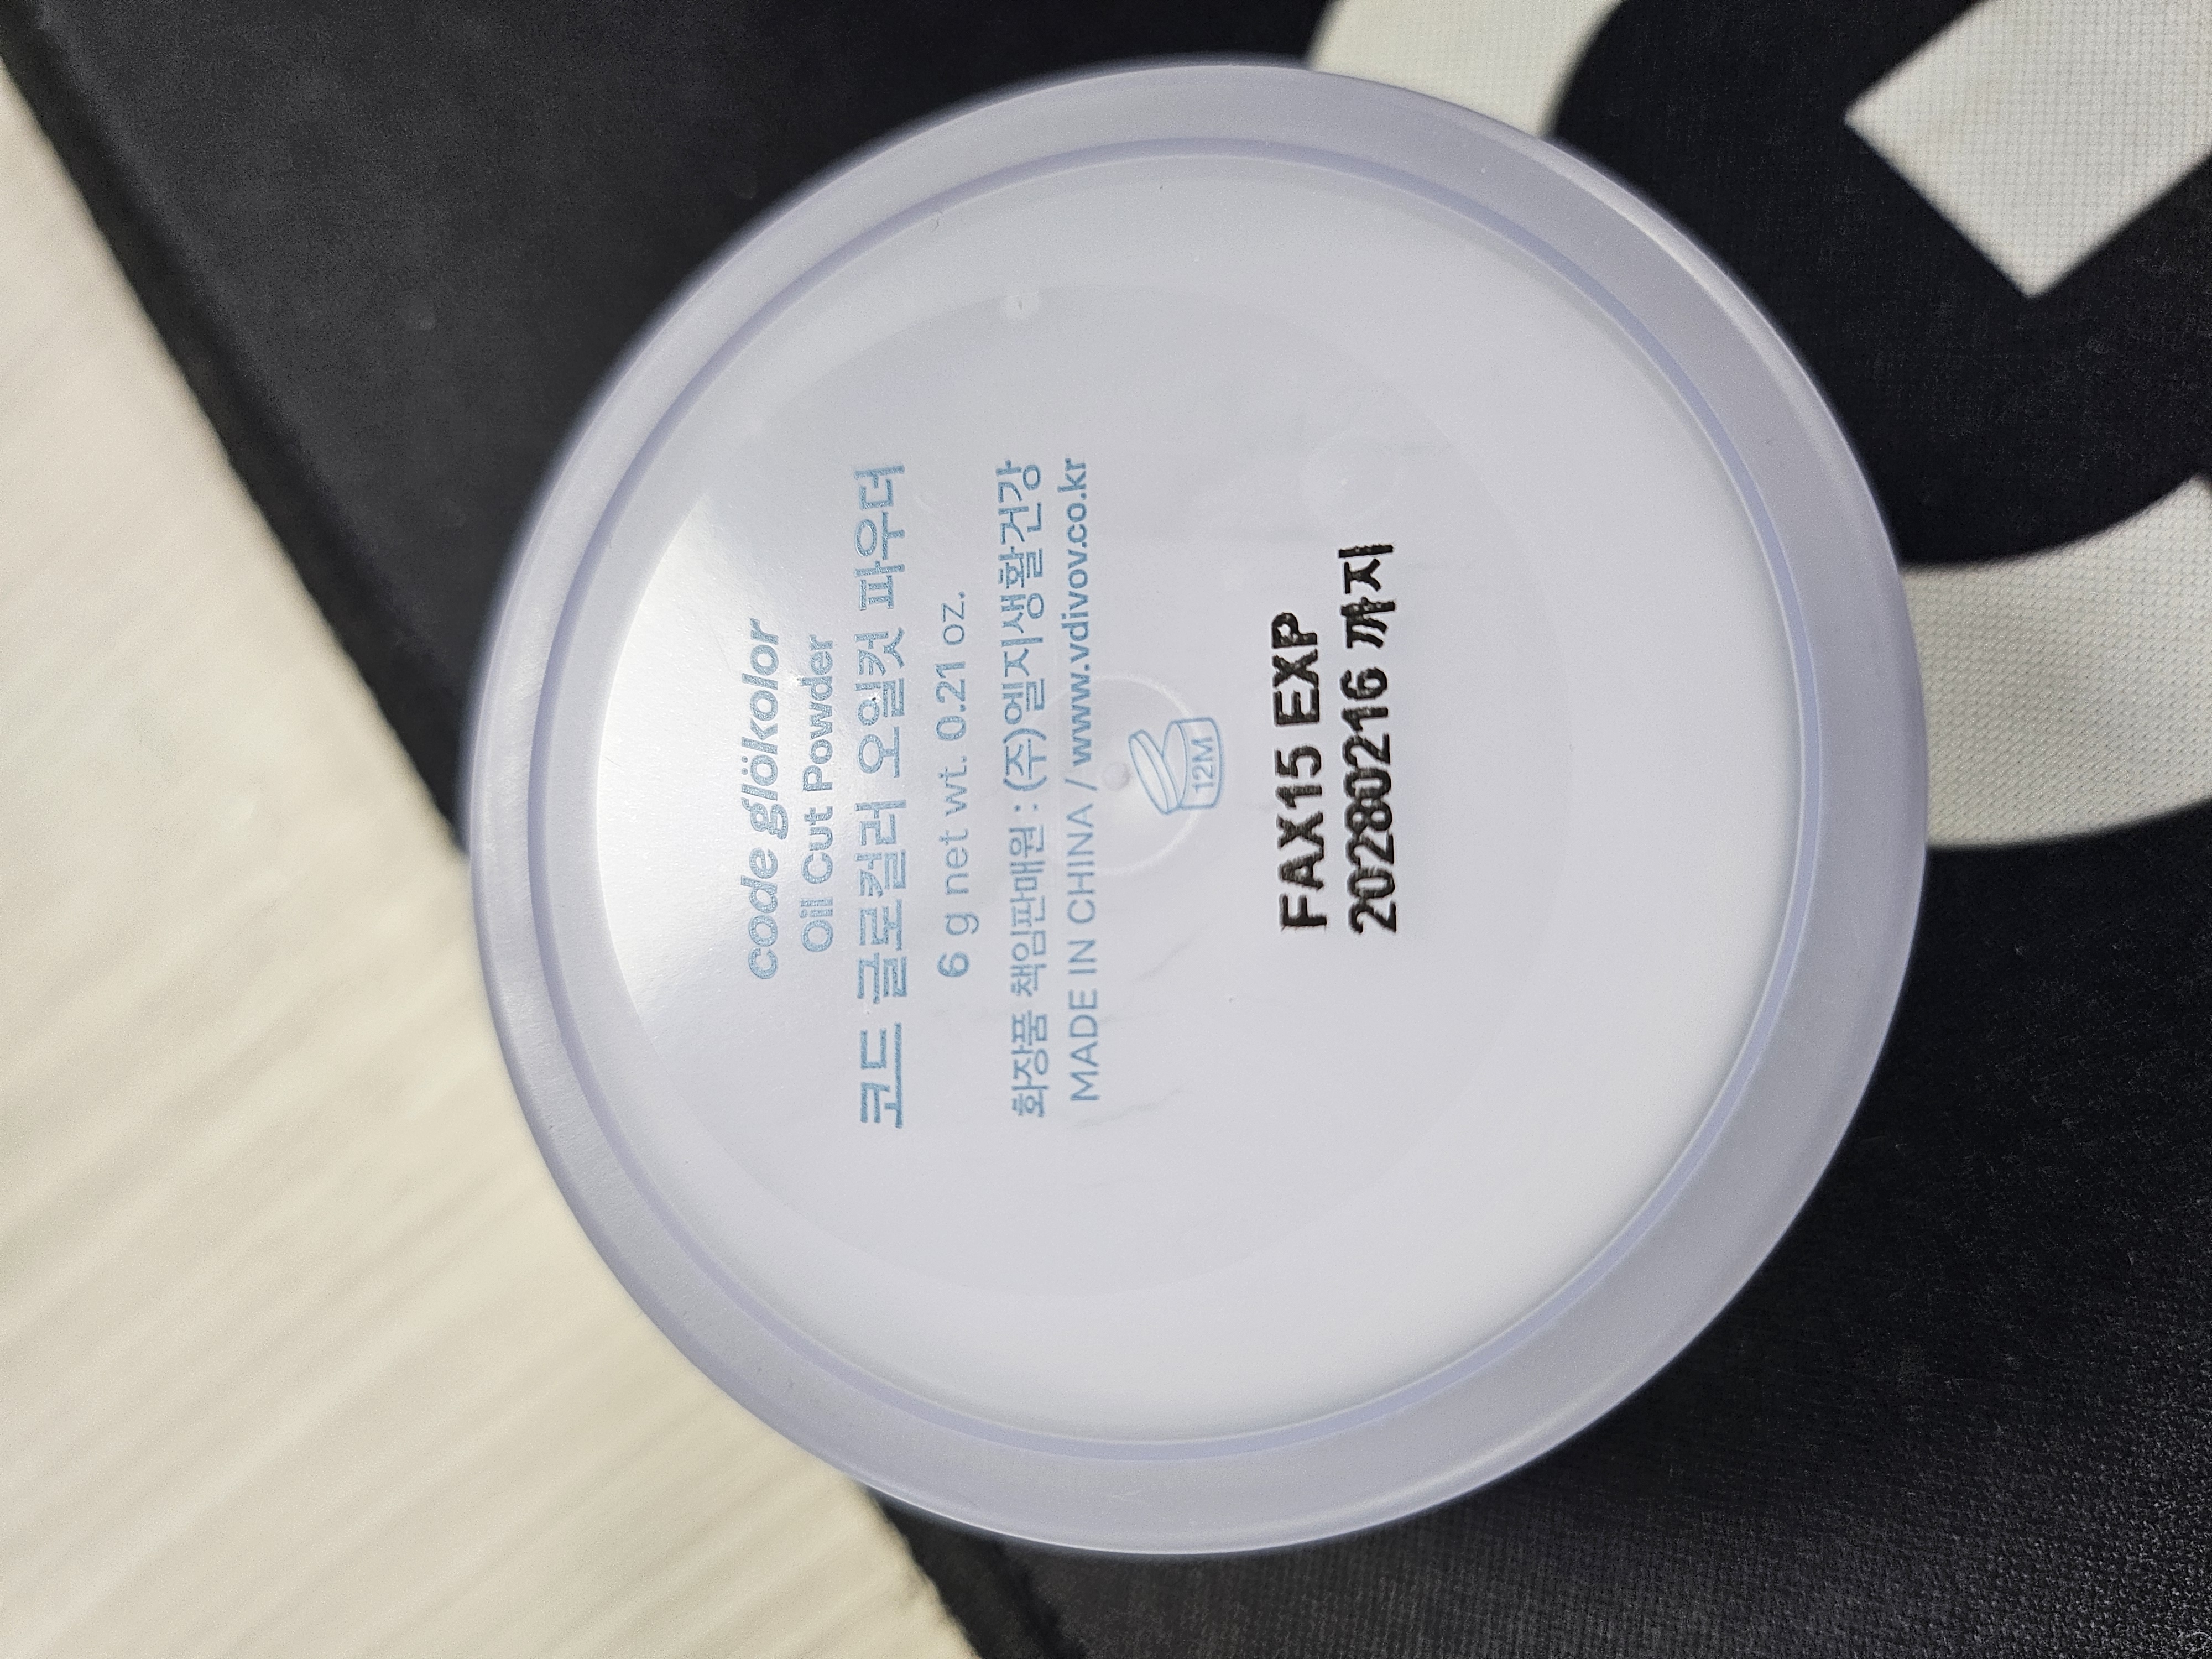 code glökolor
Oil Cut Powder
코드 글로컬러 오일컷 파우더
6 g net wt. 0.21 oz.
화장품 책임판매원 : (주)엘지생활건강
MADE IN CHINA / www.vdivov.co.kr
12M
FAX15 EXP
20280216 까지